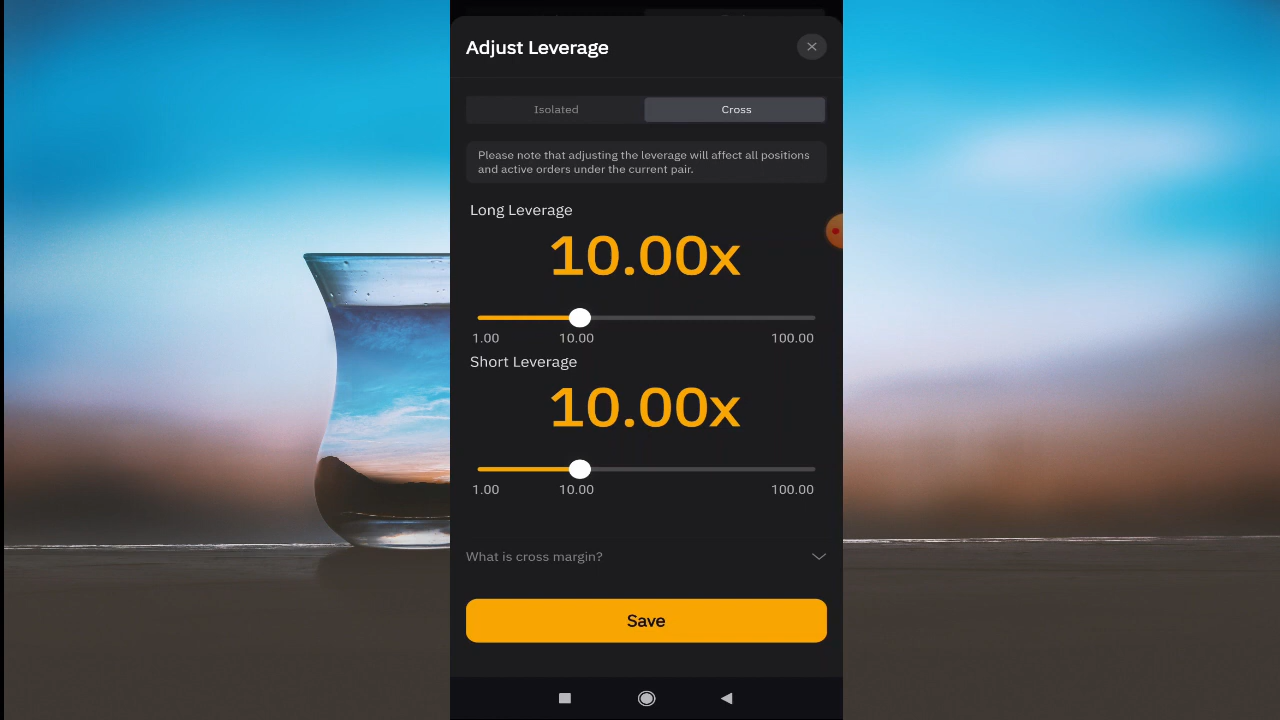 Adjust Leverage
Isolated
Cross
Please note that adjusting the leverage will affect all positions
and active orders under the current pair.
Long Leverage
10.00x
1.00
10.00
100.00
Short Leverage
10.00x
1.00
10.00
100.00
What is cross margin?
Save